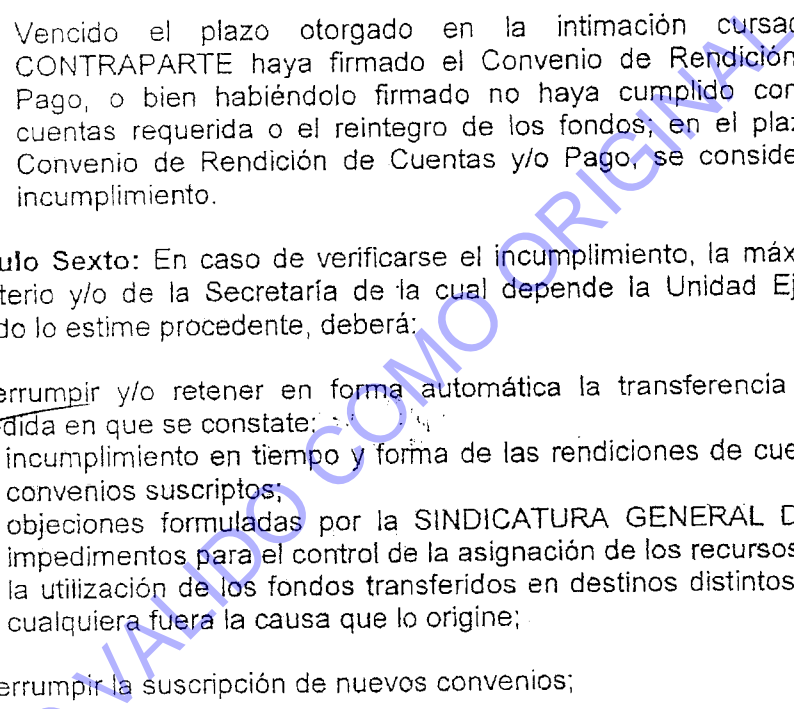 Vencido el plazo otorgado en la intimación cursad
CONTRAPARTE haya firmado el Convenio de Rendición
Pago, o bien habiéndolo firmado no haya cumplido con
cuentas requerida o el reintegro de los fondos; en el plaz
Convenio de Rendición de Cuentas y/o Pago, se conside
incumplimiento.
ulo Sexto: En caso de verificarse el incumplimiento, la máx
terio y/o de la Secretaría de la cual depende la Unidad Ej
do lo estime procedente, deberá:
errumpir y/o retener en forma automática la transferencia
dida en que se constate:
incumplimiento en tiempo y forma de las rendiciones de cue
convenios suscriptos;
objeciones formuladas por la SINDICATURA GENERAL D
impedimentos para el control de la asignación de los recursos
la utilización de los fondos transferidos en destinos distintos
cualquiera fuera la causa que lo origine;
errumpir la suscripción de nuevos convenios;
VALIDO COMO ORIGINAL